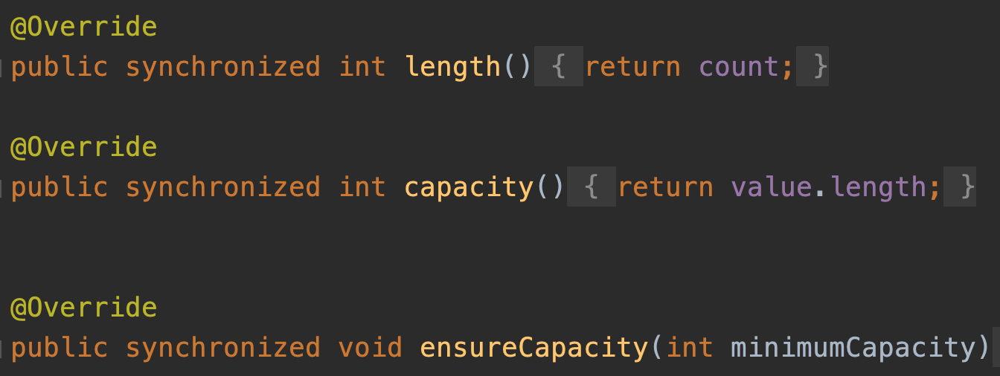 @Override
public synchronized int length() { return count; }
@Override
public synchronized int capacity() { return value.length; }
@Override
public synchronized void ensureCapacity(int minimumCapacity)